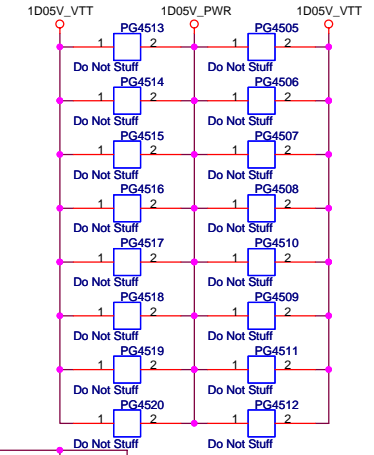 1D05V_VTT 1D05V_PWR 1D05V_VTT
PG4513 PG4505
1 2 1 2
Do Not Stuff Do Not Stuff
PG4514 PG4506
1 2 1 2
Do Not Stuff Do Not Stuff
PG4515 PG4507
1 2 1 2
Do Not Stuff Do Not Stuff
PG4516 PG4508
1 2 1 2
Do Not Stuff Do Not Stuff
PG4517 PG4510
1 2 1 2
Do Not Stuff Do Not Stuff
PG4518 PG4509
1 2 1 2
Do Not Stuff Do Not Stuff
PG4519 PG4511
1 2 1 2
Do Not Stuff Do Not Stuff
PG4520 PG4512
1 2 1 2
Do Not Stuff Do Not Stuff